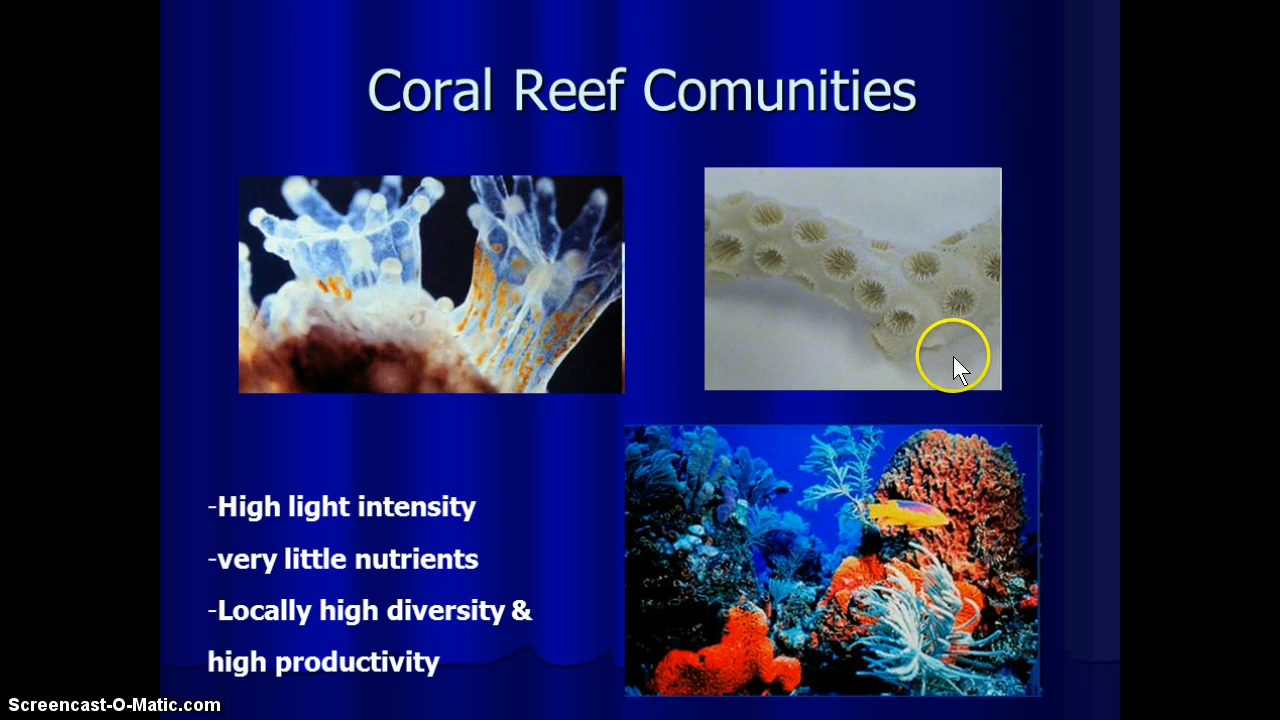 Coral Reef Comunities
-High light intensity
-very little nutrients
-Locally high diversity &
high productivity
Screencast-O-Matic.com